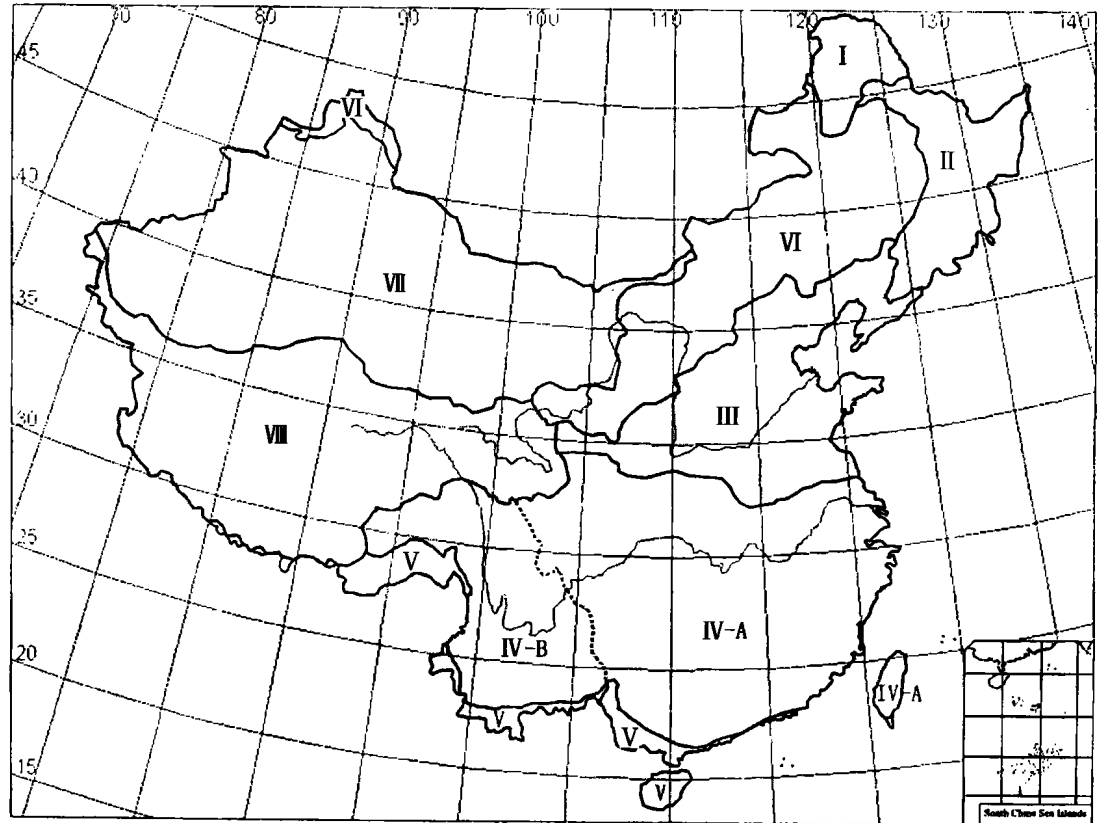 70 80 90 100 110 120 130 140
45
40
35
30
25
20
15
I
II
VI
VI
VII
III
VIII
V
IV-A
IV-B
IV-A
V
V
V
South China Sea Islands